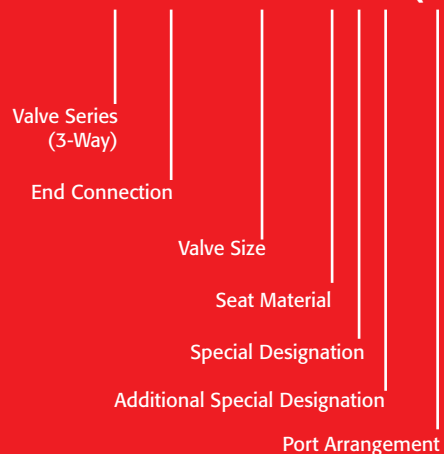 Valve Series
(3-Way)
End Connection
Valve Size
Seat Material
Special Designation
Additional Special Designation
Port Arrangement